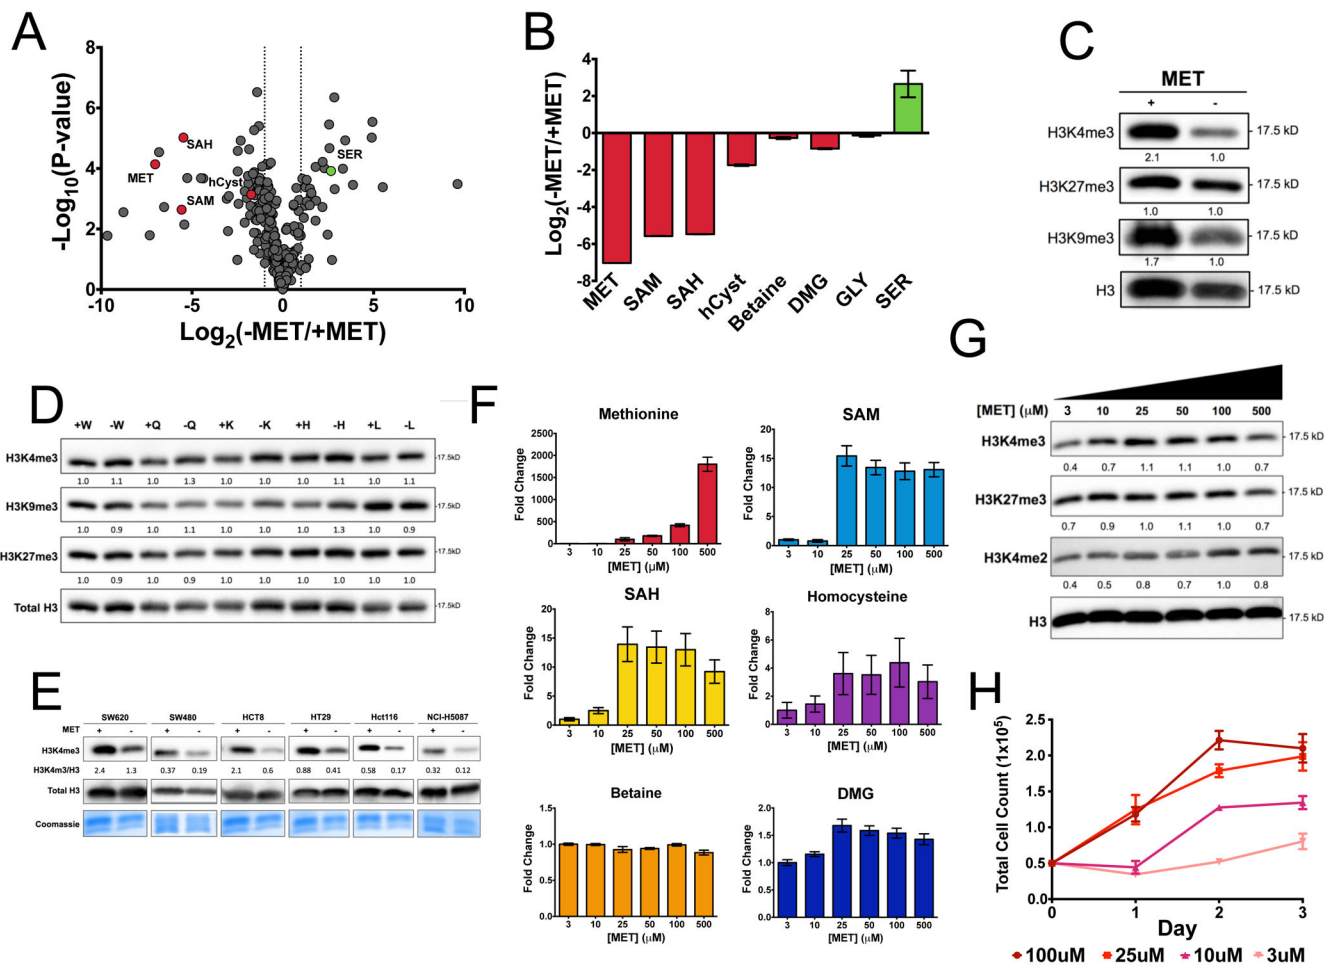 A
-Log10(P-value)
8
6
4
2
0
-10
-5
0
5
10
SAH
MET
SAM
hCyst
SER
Log2(-MET/+MET)
B
Log2(-MET/+MET)
4
2
0
-2
-4
-6
-8
MET
SAM
SAH
hCyst
Betaine
DMG
GLY
SER
C
MET
+ -
H3K4me3 17.5 kD
2.1 1.0
H3K27me3 17.5 kD
1.0 1.0
H3K9me3 17.5 kD
1.7 1.0
H3 17.5 kD
D
+W -W +Q -Q +K -K +H -H +L -L
H3K4me3 -17.5kD
1.0 1.1 1.0 1.3 1.0 1.0 1.0 1.1 1.0 1.1
H3K9me3 -17.5kD
1.0 0.9 1.0 1.1 1.0 1.0 1.0 1.3 1.0 0.9
H3K27me3 -17.5kD
1.0 0.9 1.0 0.9 1.0 1.0 1.0 1.0 1.0 1.0
Total H3 -17.5kD
E
SW620 SW480 HCT8 HT29 Hct116 NCI-H5087
MET + - + - + - + - + - + -
H3K4me3
H3K4m3/H3 2.4 1.3 0.37 0.19 2.1 0.6 0.88 0.41 0.58 0.17 0.32 0.12
Total H3
Coomassie
F
Methionine
Fold Change
2500
2000
1500
1000
500
0
3 10 25 50 100 500
[MET] (µM)
SAM
Fold Change
20
15
10
5
0
3 10 25 50 100 500
[MET] (µM)
SAH
Fold Change
20
15
10
5
0
3 10 25 50 100 500
[MET] (µM)
Homocysteine
Fold Change
8
6
4
2
0
3 10 25 50 100 500
[MET] (µM)
Betaine
Fold Change
1.5
1.0
0.5
0.0
3 10 25 50 100 500
[MET] (µM)
DMG
Fold Change
2.0
1.5
1.0
0.5
0.0
3 10 25 50 100 500
[MET] (µM)
G
[MET] (µM) 3 10 25 50 100 500
H3K4me3 17.5 kD
0.4 0.7 1.1 1.1 1.0 0.7
H3K27me3 17.5 kD
0.7 0.9 1.0 1.1 1.0 0.7
H3K4me2 17.5 kD
0.4 0.5 0.8 0.7 1.0 0.8
H3 17.5 kD
H
Total Cell Count (1x10^5)
2.5
2.0
1.5
1.0
0.5
0.0
0 1 2 3
Day
100uM 25uM 10uM 3uM